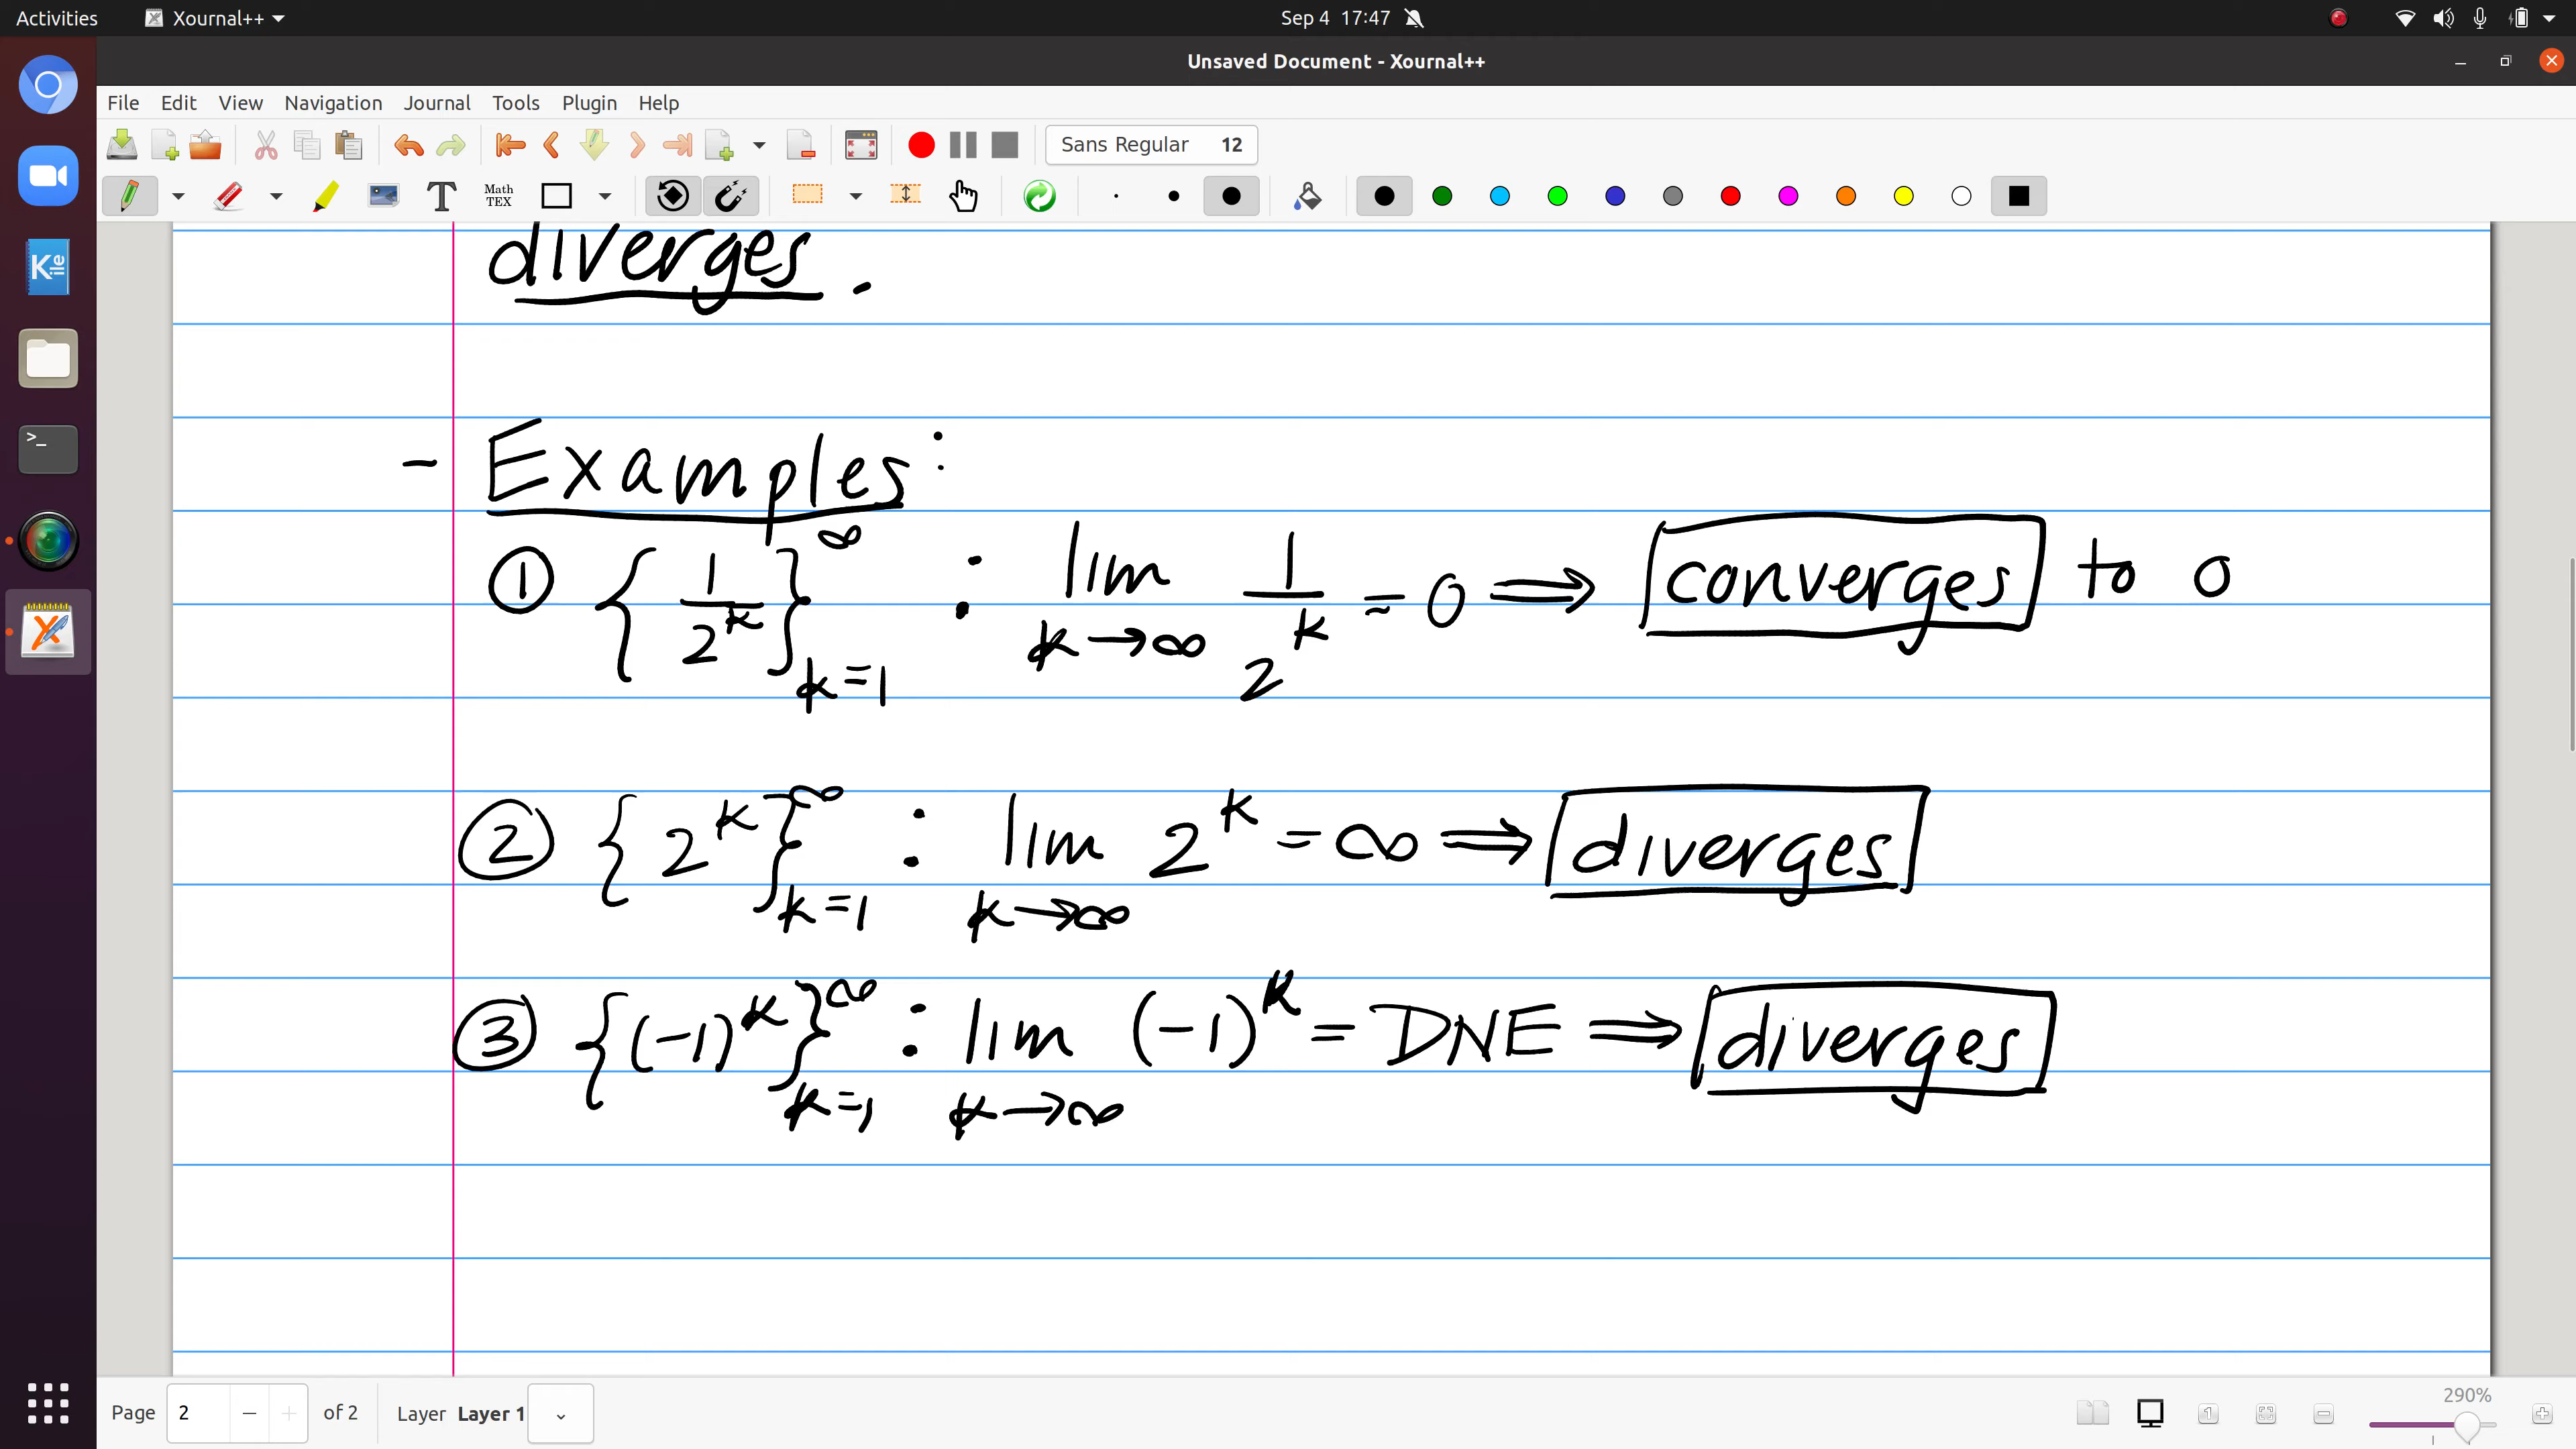 Activities Xournal++ Sep 4 17:47
Unsaved Document - Xournal++
File Edit View Navigation Journal Tools Plugin Help
Sans Regular 12
Math TEX
diverges.
- Examples:
① { 1/2^k }_{k=1}^∞ : lim_{k→∞} 1/2^k = 0 ⟹ converges to 0
② { 2^k }_{k=1}^∞ : lim_{k→∞} 2^k = ∞ ⟹ diverges
③ { (-1)^k }_{k=1}^∞ : lim_{k→∞} (-1)^k = DNE ⟹ diverges
Page 2 of 2 Layer Layer 1 290%